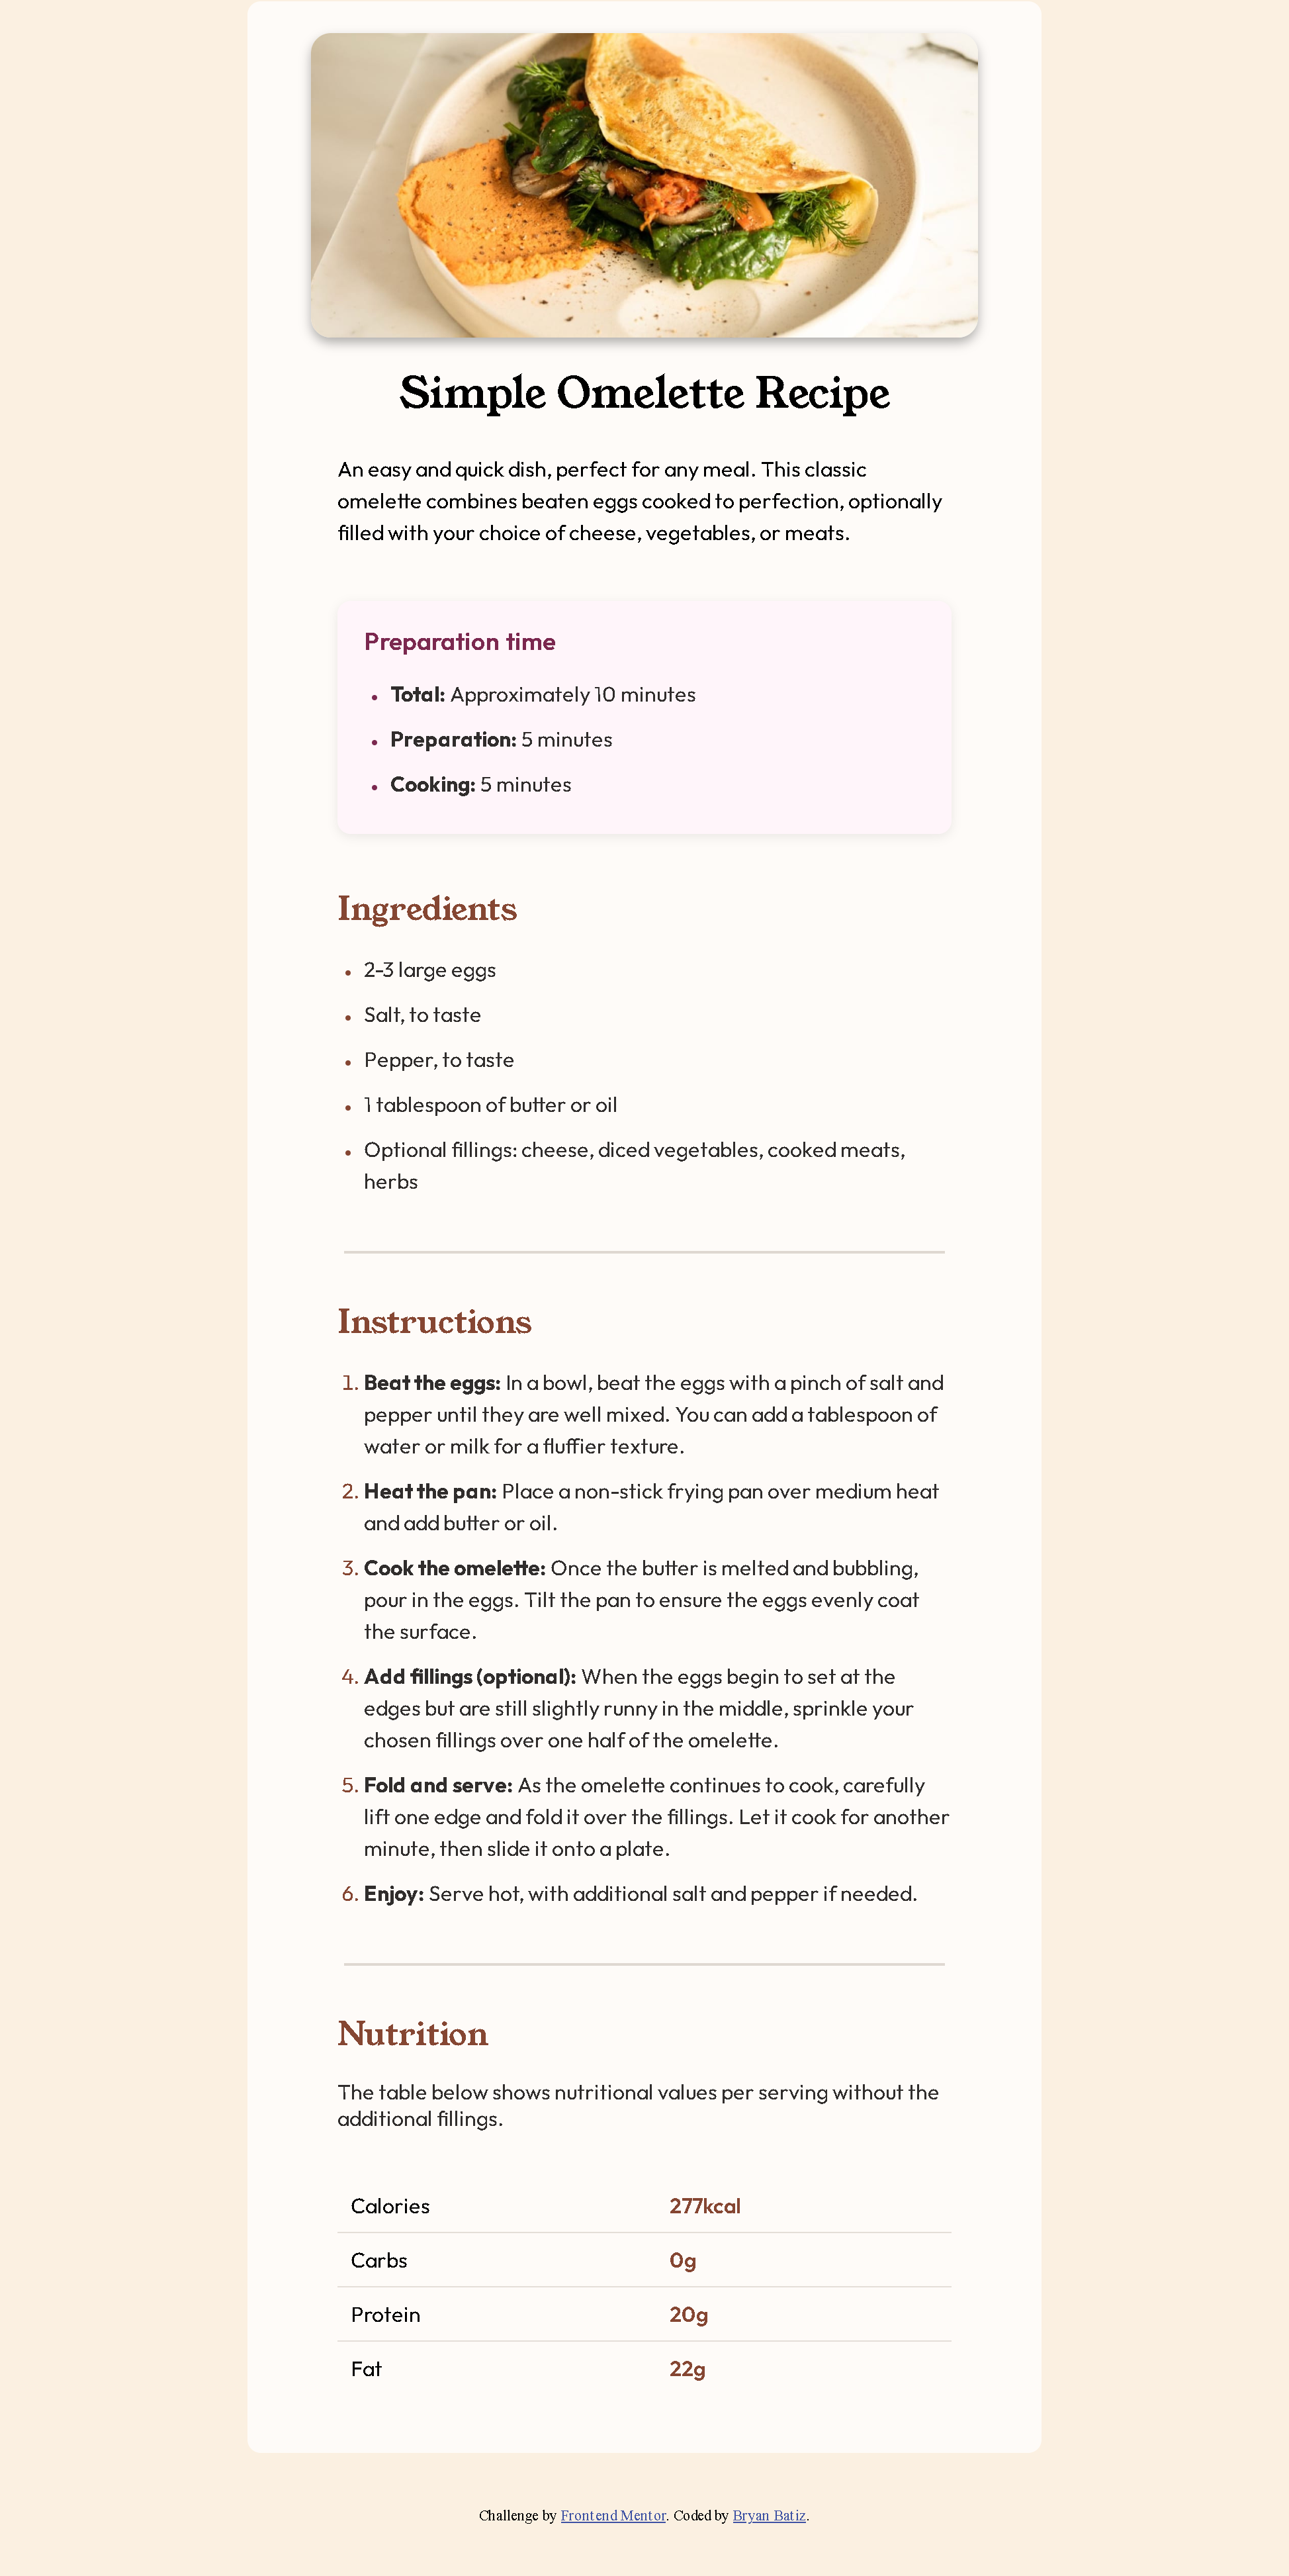 Simple Omelette Recipe
An easy and quick dish, perfect for any meal. This classic
omelette combines beaten eggs cooked to perfection, optionally
filled with your choice of cheese, vegetables, or meats.
Preparation time
• Total: Approximately 10 minutes
• Preparation: 5 minutes
• Cooking: 5 minutes
Ingredients
• 2-3 large eggs
• Salt, to taste
• Pepper, to taste
• 1 tablespoon of butter or oil
• Optional fillings: cheese, diced vegetables, cooked meats,
herbs
Instructions
1. Beat the eggs: In a bowl, beat the eggs with a pinch of salt and
pepper until they are well mixed. You can add a tablespoon of
water or milk for a fluffier texture.
2. Heat the pan: Place a non-stick frying pan over medium heat
and add butter or oil.
3. Cook the omelette: Once the butter is melted and bubbling,
pour in the eggs. Tilt the pan to ensure the eggs evenly coat
the surface.
4. Add fillings (optional): When the eggs begin to set at the
edges but are still slightly runny in the middle, sprinkle your
chosen fillings over one half of the omelette.
5. Fold and serve: As the omelette continues to cook, carefully
lift one edge and fold it over the fillings. Let it cook for another
minute, then slide it onto a plate.
6. Enjoy: Serve hot, with additional salt and pepper if needed.
Nutrition
The table below shows nutritional values per serving without the
additional fillings.
Calories 277kcal
Carbs 0g
Protein 20g
Fat 22g
Challenge by Frontend Mentor. Coded by Bryan Batiz.